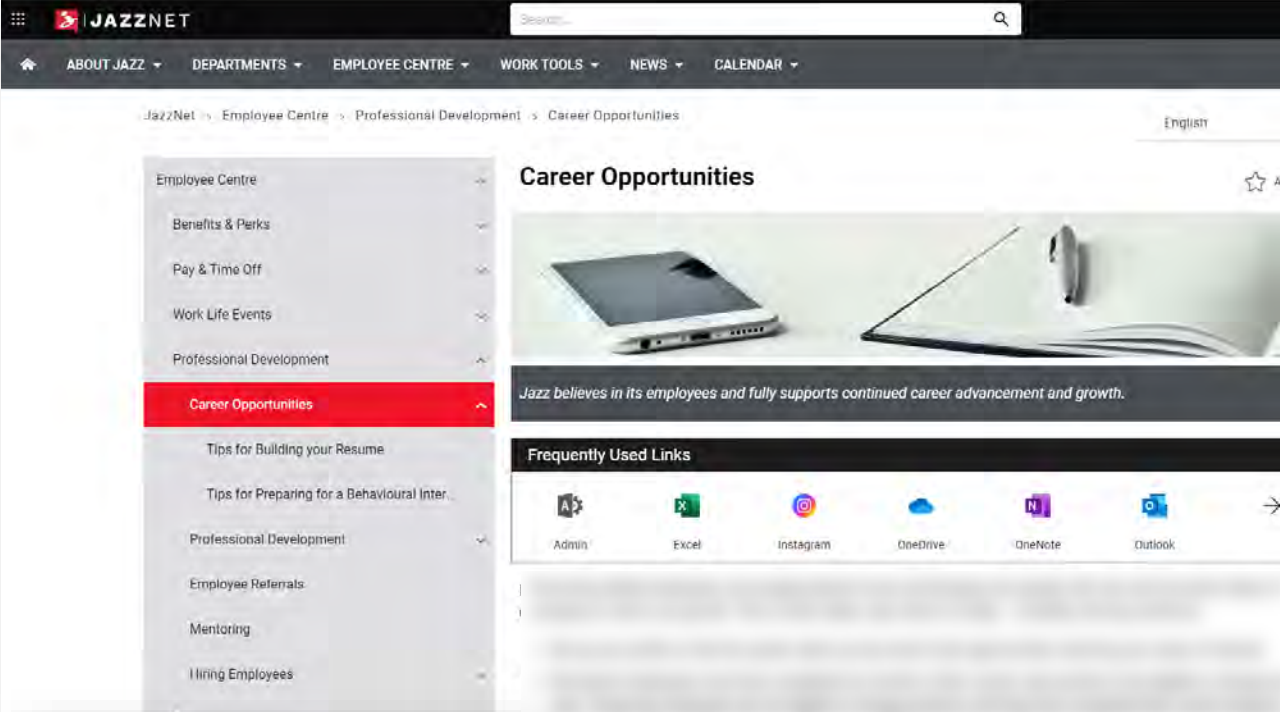 JAZZNET
Search...
ABOUT JAZZ
DEPARTMENTS
EMPLOYEE CENTRE
WORK TOOLS
NEWS
CALENDAR
JazzNet > Employee Centre > Professional Development > Career Opportunities
English
Employee Centre
Benefits & Perks
Pay & Time Off
Work Life Events
Professional Development
Career Opportunities
Tips for Building your Resume
Tips for Preparing for a Behavioural Inter...
Professional Development
Employee Referrals
Mentoring
Hiring Employees
Career Opportunities
Jazz believes in its employees and fully supports continued career advancement and growth.
Frequently Used Links
Admin
Excel
Instagram
OneDrive
OneNote
Outlook